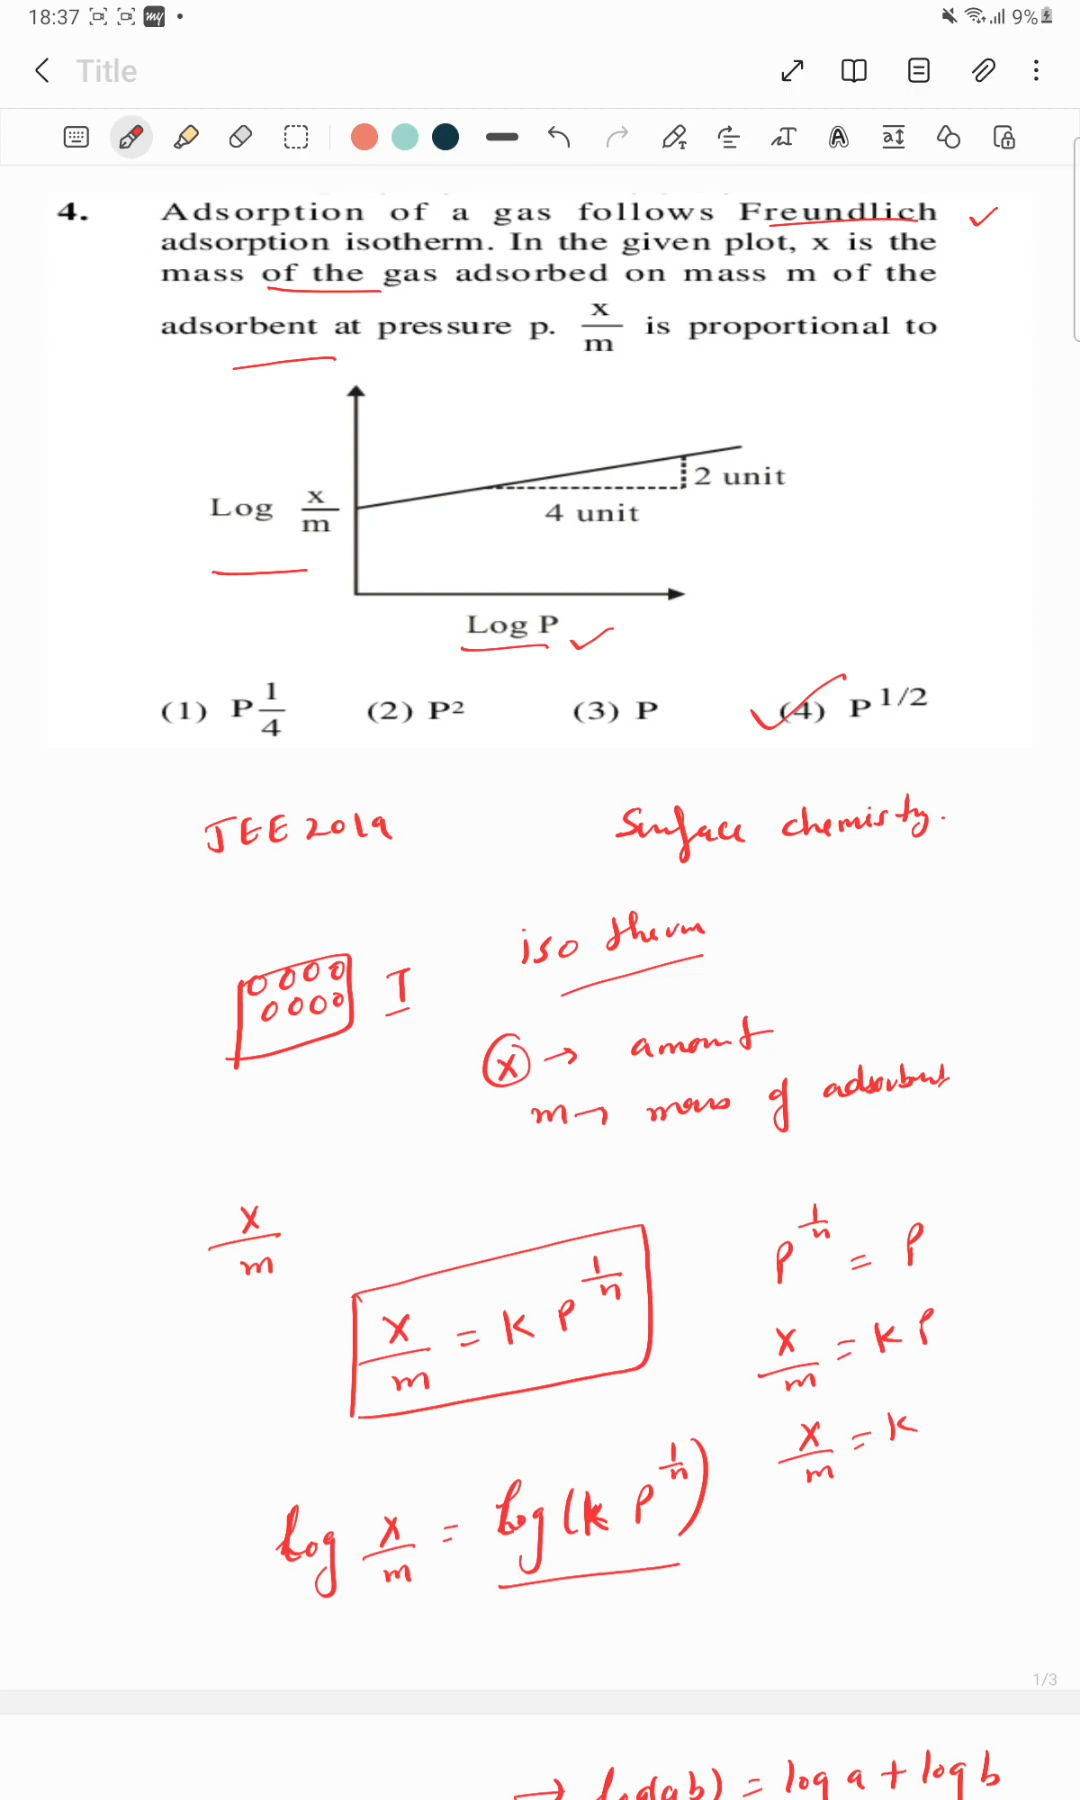 18:37 my • 9%
Title
4. Adsorption of a gas follows Freundlich
adsorption isotherm. In the given plot, x is the
mass of the gas adsorbed on mass m of the
adsorbent at pressure p. x/m is proportional to
2 unit
Log x/m
4 unit
Log P
(1) P 1/4 (2) P² (3) P (4) P^1/2
JEE 2019 Surface chemistry.
iso therm
I
x → amount
m → mass of adsorbent
x/m
x/m = k p^1/n
p^1/n = p
x/m = k p
x/m = k
log x/m = log (k p^1/n)
1/3
→ log(ab) = log a + log b